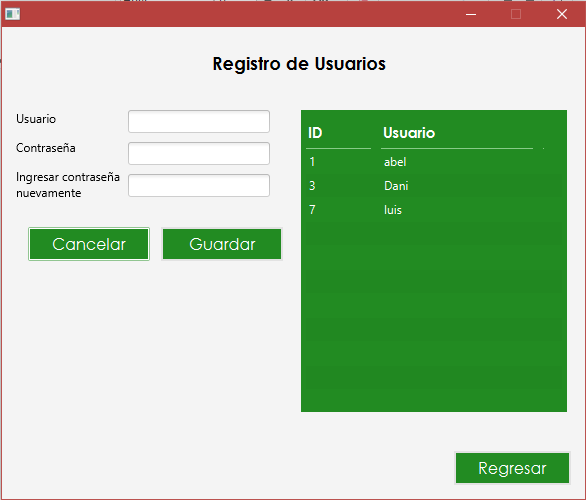 Registro de Usuarios
Usuario
Contraseña
Ingresar contraseña
nuevamente
Cancelar
Guardar
ID Usuario
1 abel
3 Dani
7 luis
Regresar